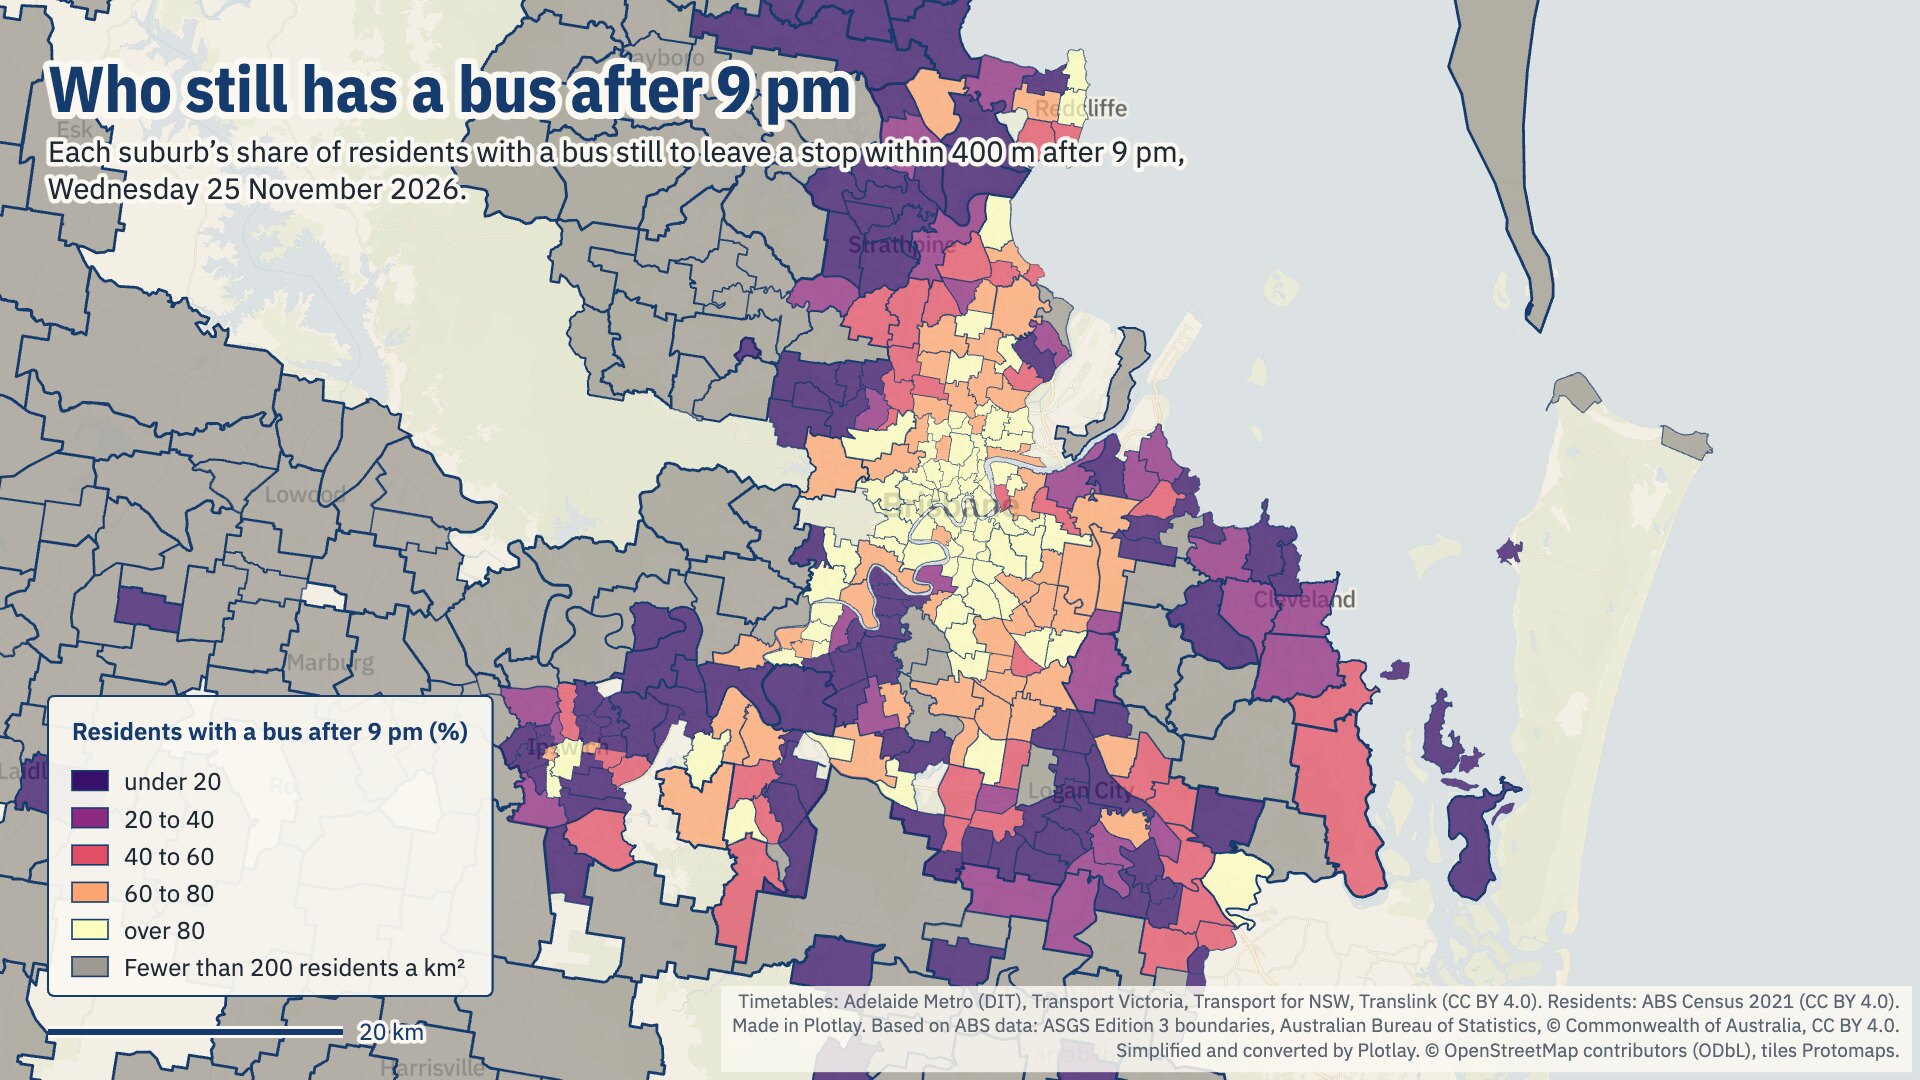 ayboro
Who still has a bus after 9 pm
Esk
Redcliffe
Each suburb’s share of residents with a bus still to leave a stop within 400 m after 9 pm,
Wednesday 25 November 2026.
Strathpine
Lowood
Brisbane
Cleveland
Marburg
Residents with a bus after 9 pm (%)
Ipswich
Laidl
under 20
Logan City
20 to 40
40 to 60
60 to 80
over 80
Fewer than 200 residents a km²
20 km
Harrisville
Timetables: Adelaide Metro (DIT), Transport Victoria, Transport for NSW, Translink (CC BY 4.0). Residents: ABS Census 2021 (CC BY 4.0).
Made in Plotlay. Based on ABS data: ASGS Edition 3 boundaries, Australian Bureau of Statistics, © Commonwealth of Australia, CC BY 4.0.
Simplified and converted by Plotlay. © OpenStreetMap contributors (ODbL), tiles Protomaps.